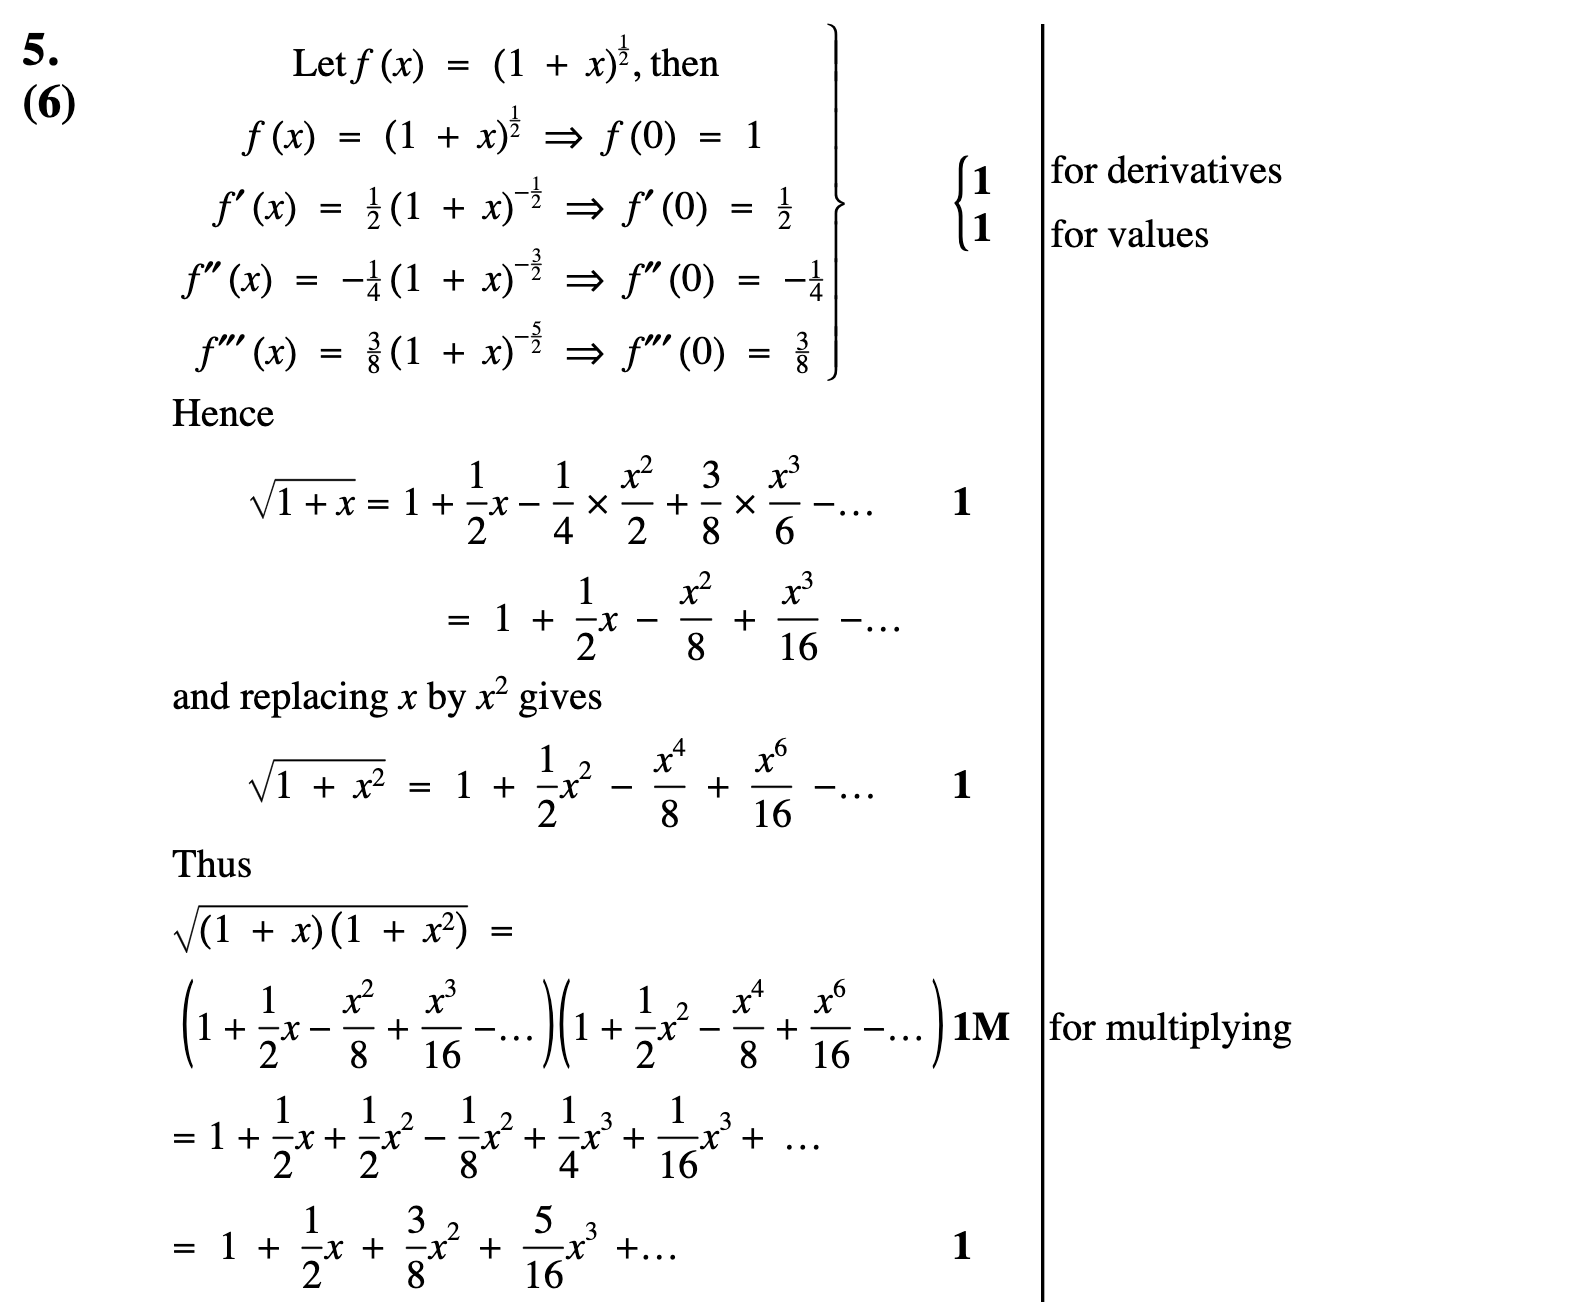 5.
(6)
Let f(x) = (1 + x)^{1/2}, then
f(x) = (1 + x)^{1/2} ⇒ f(0) = 1
f′(x) = ½(1 + x)^{−1/2} ⇒ f′(0) = ½
f″(x) = −¼(1 + x)^{−3/2} ⇒ f″(0) = −¼
f‴(x) = ⅜(1 + x)^{−5/2} ⇒ f‴(0) = ⅜
{1 for derivatives
1 for values
Hence
√(1 + x) = 1 + 1/2 x − 1/4 × x²/2 + 3/8 × x³/6 −… 1
= 1 + 1/2 x − x²/8 + x³/16 −…
and replacing x by x² gives
√(1 + x²) = 1 + 1/2 x² − x⁴/8 + x⁶/16 −… 1
Thus
√((1 + x)(1 + x²)) =
(1 + 1/2 x − x²/8 + x³/16 −…)(1 + 1/2 x² − x⁴/8 + x⁶/16 −…) 1M for multiplying
= 1 + 1/2 x + 1/2 x² − 1/8 x² + 1/4 x³ + 1/16 x³ + …
= 1 + 1/2 x + 3/8 x² + 5/16 x³ +… 1